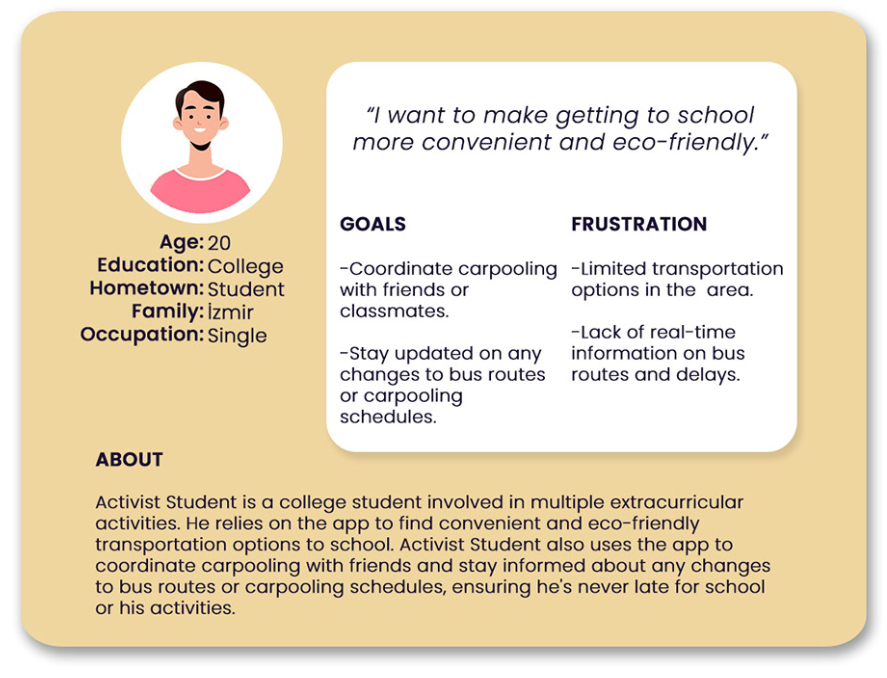 “I want to make getting to school
more convenient and eco-friendly.”
Age: 20
Education: College
Hometown: Student
Family: İzmir
Occupation: Single
GOALS
-Coordinate carpooling
with friends or
classmates.
-Stay updated on any
changes to bus routes
or carpooling
schedules.
FRUSTRATION
-Limited transportation
options in the area.
-Lack of real-time
information on bus
routes and delays.
ABOUT
Activist Student is a college student involved in multiple extracurricular
activities. He relies on the app to find convenient and eco-friendly
transportation options to school. Activist Student also uses the app to
coordinate carpooling with friends and stay informed about any changes
to bus routes or carpooling schedules, ensuring he's never late for school
or his activities.